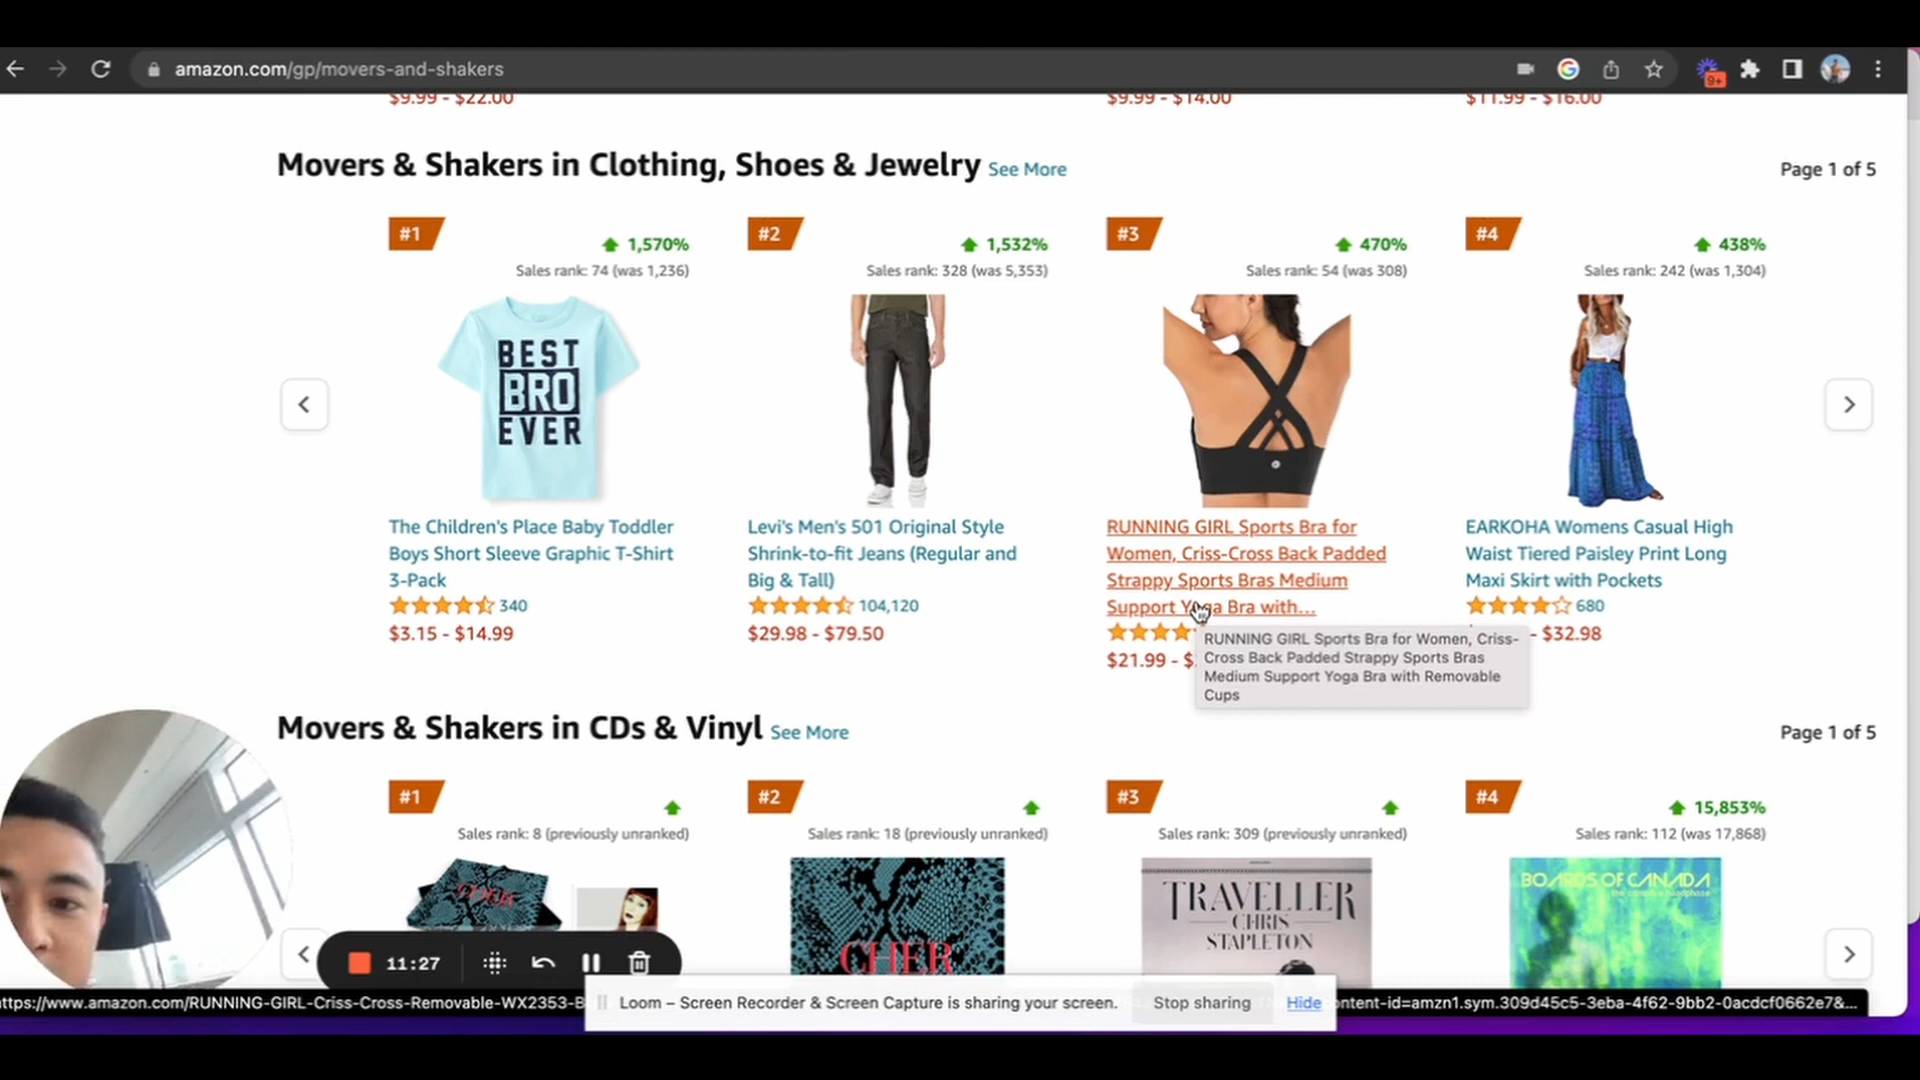 amazon.com/gp/movers-and-shakers
9+
$9.99 - $22.00
$9.99 - $14.00
$11.99 - $16.00
Movers & Shakers in Clothing, Shoes & Jewelry See More
Page 1 of 5
#1
1,570%
Sales rank: 74 (was 1,236)
BEST
BRO
EVER
The Children's Place Baby Toddler
Boys Short Sleeve Graphic T-Shirt
3-Pack
340
$3.15 - $14.99
#2
1,532%
Sales rank: 328 (was 5,353)
Levi's Men's 501 Original Style
Shrink-to-fit Jeans (Regular and
Big & Tall)
104,120
$29.98 - $79.50
#3
470%
Sales rank: 54 (was 308)
RUNNING GIRL Sports Bra for
Women, Criss-Cross Back Padded
Strappy Sports Bras Medium
Support Yoga Bra with...
$21.99 - $
RUNNING GIRL Sports Bra for Women, Criss-
Cross Back Padded Strappy Sports Bras
Medium Support Yoga Bra with Removable
Cups
#4
438%
Sales rank: 242 (was 1,304)
EARKOHA Womens Casual High
Waist Tiered Paisley Print Long
Maxi Skirt with Pockets
680
- $32.98
Movers & Shakers in CDs & Vinyl See More
Page 1 of 5
#1
Sales rank: 8 (previously unranked)
CHER
#2
Sales rank: 18 (previously unranked)
CHER
#3
Sales rank: 309 (previously unranked)
TRAVELLER
CHRIS
STAPLETON
#4
15,853%
Sales rank: 112 (was 17,868)
BOARDS OF CANADA
the campfire headphase
11:27
ttps://www.amazon.com/RUNNING-GIRL-Criss-Cross-Removable-WX2353-B
Loom – Screen Recorder & Screen Capture is sharing your screen.
Stop sharing
Hide
ontent-id=amzn1.sym.309d45c5-3eba-4f62-9bb2-0acdcf0662e7&...